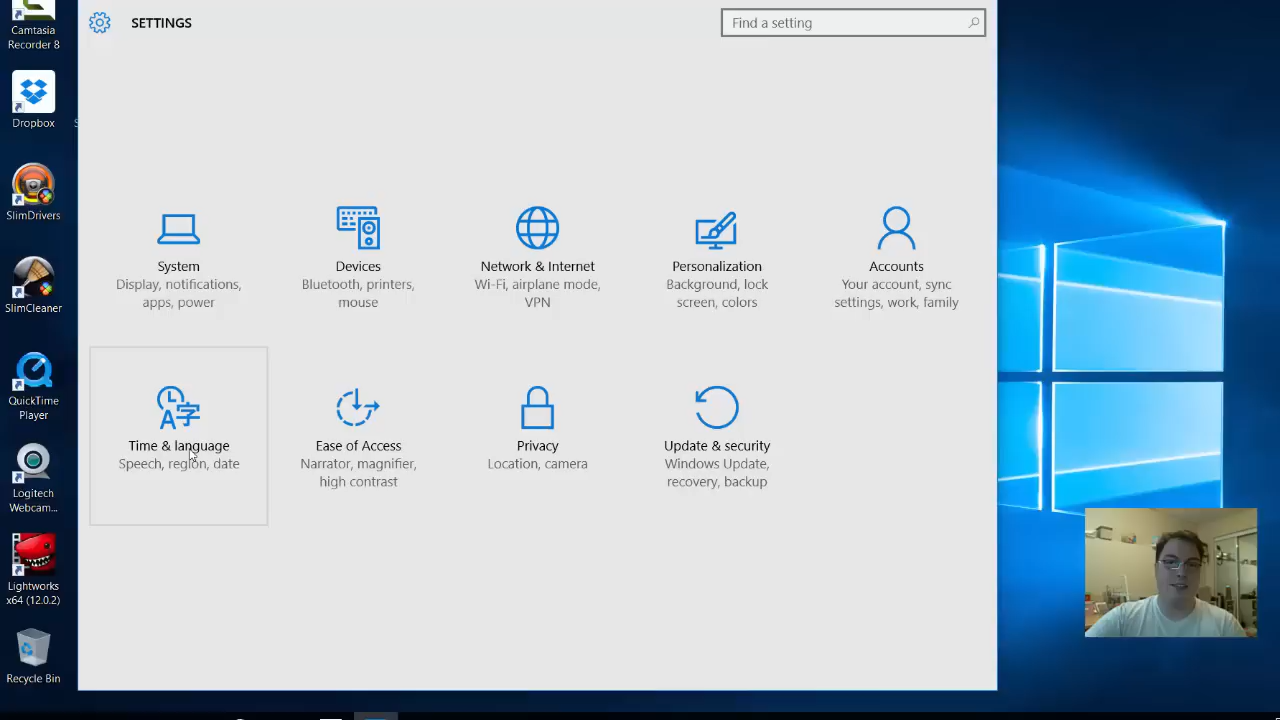 Camtasia
Recorder 8
Dropbox
SlimDrivers
SlimCleaner
QuickTime
Player
Logitech
Webcam...
Lightworks
x64 (12.0.2)
Recycle Bin
SETTINGS
Find a setting
System
Display, notifications,
apps, power
Devices
Bluetooth, printers,
mouse
Network & Internet
Wi-Fi, airplane mode,
VPN
Personalization
Background, lock
screen, colors
Accounts
Your account, sync
settings, work, family
Time & language
Speech, region, date
Ease of Access
Narrator, magnifier,
high contrast
Privacy
Location, camera
Update & security
Windows Update,
recovery, backup